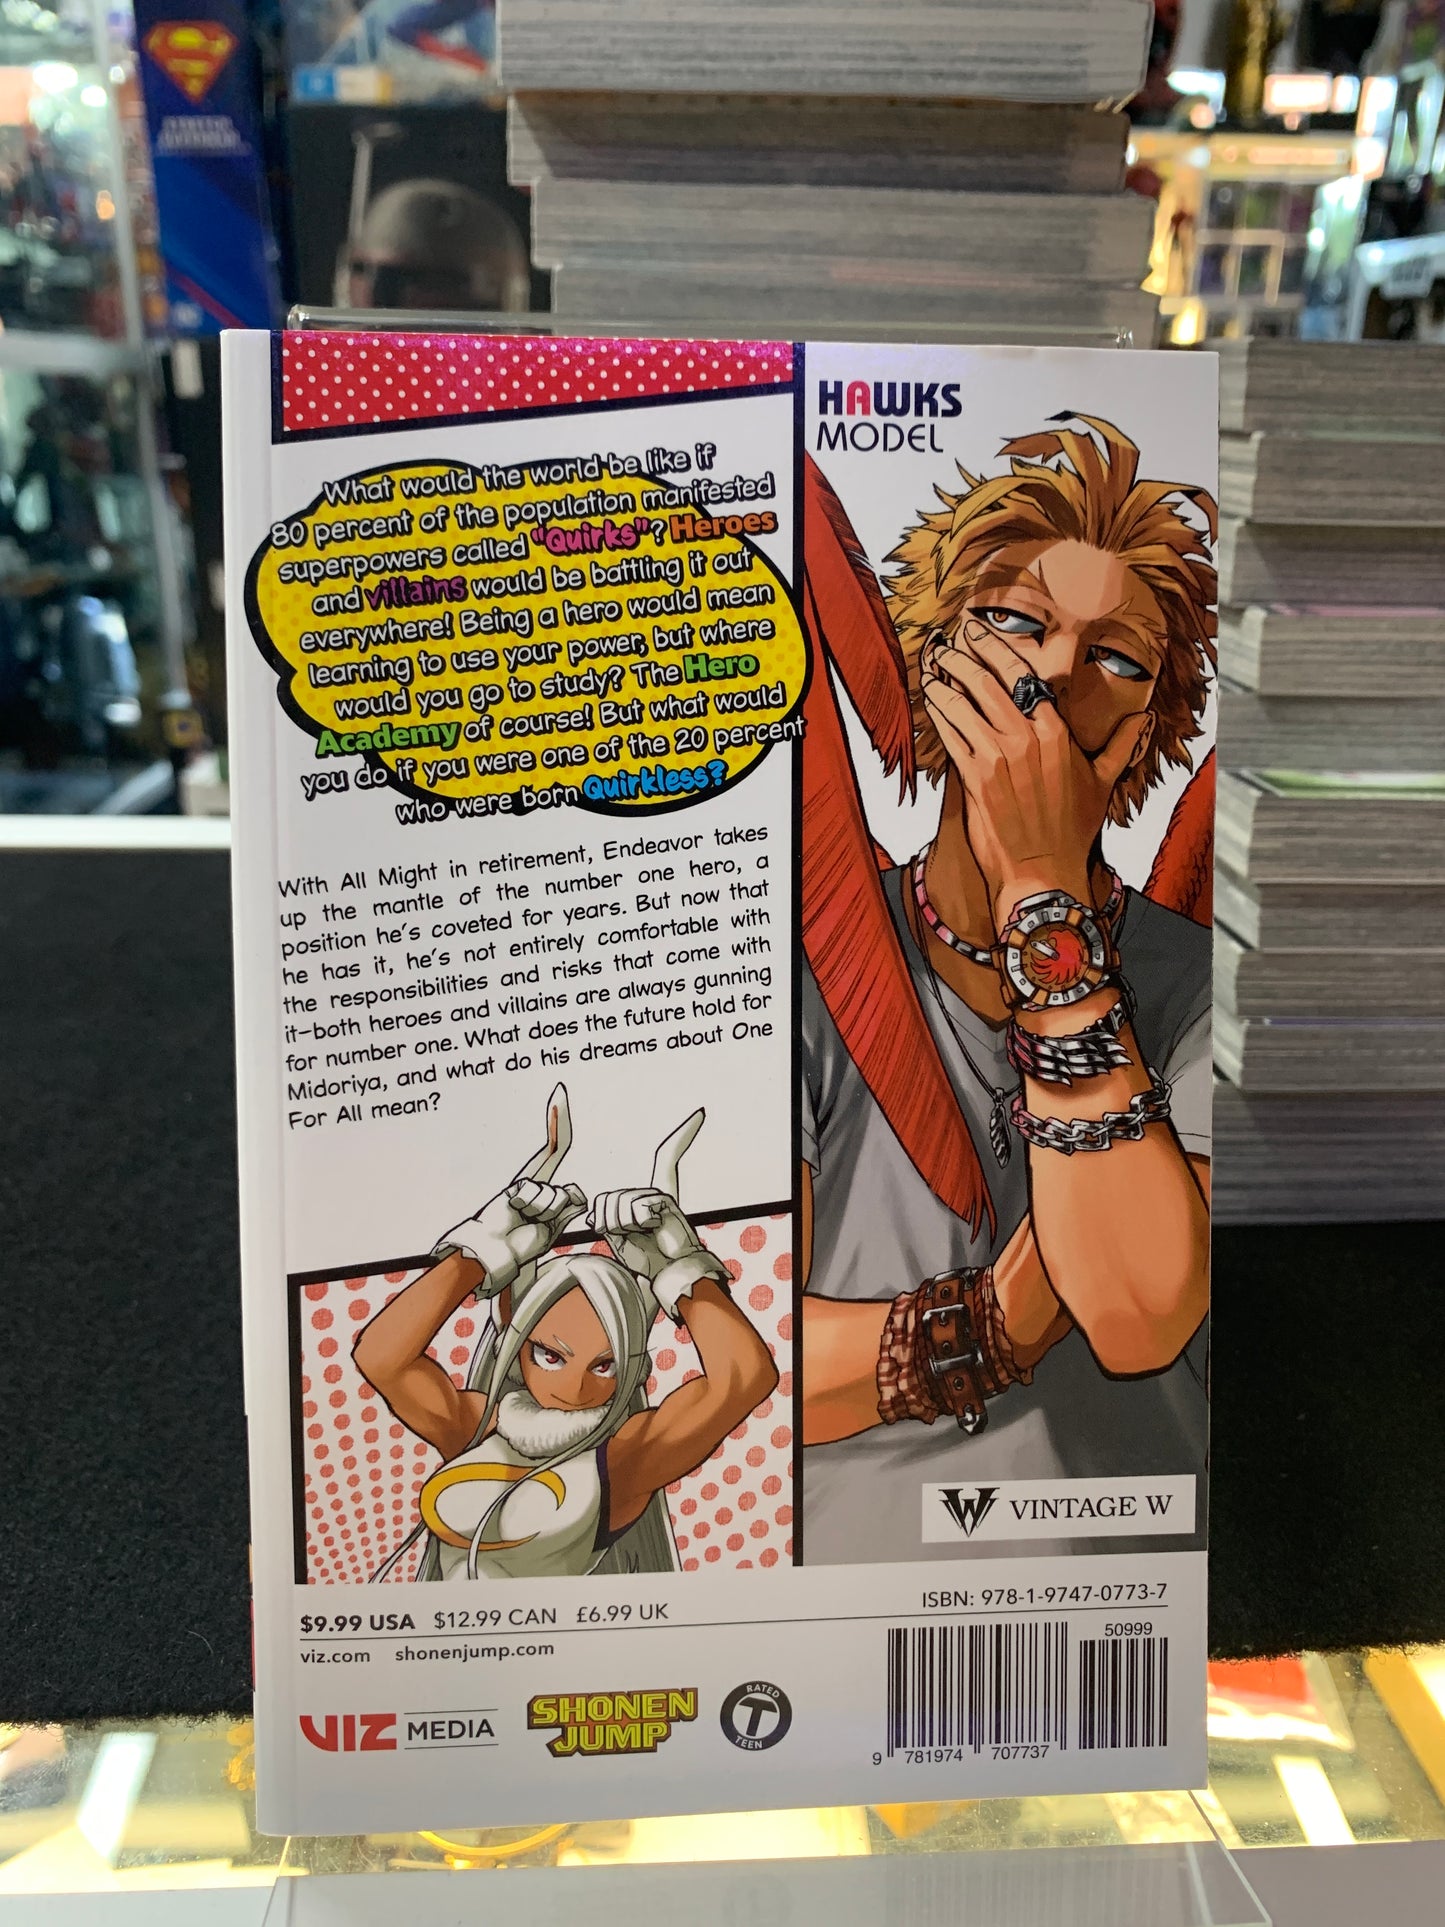 HAWKS
MODEL
What would the world be like if
80 percent of the population manifested
superpowers called "Quirks"? Heroes
and villains would be battling it out
everywhere! Being a hero would mean
learning to use your power, but where
would you go to study? The Hero
Academy of course! But what would
you do if you were one of the 20 percent
who were born Quirkless?
With All Might in retirement, Endeavor takes
up the mantle of the number one hero, a
position he's coveted for years. But now that
he has it, he's not entirely comfortable with
the responsibilities and risks that come with
it—both heroes and villains are always gunning
for number one. What does the future hold for
Midoriya, and what do his dreams about One
For All mean?
W VINTAGE W
$9.99 USA $12.99 CAN £6.99 UK
ISBN: 978-1-9747-0773-7
viz.com shonenjump.com
50999
VIZ MEDIA
SHONEN
JUMP
RATED
T
TEEN
9 781974 707737